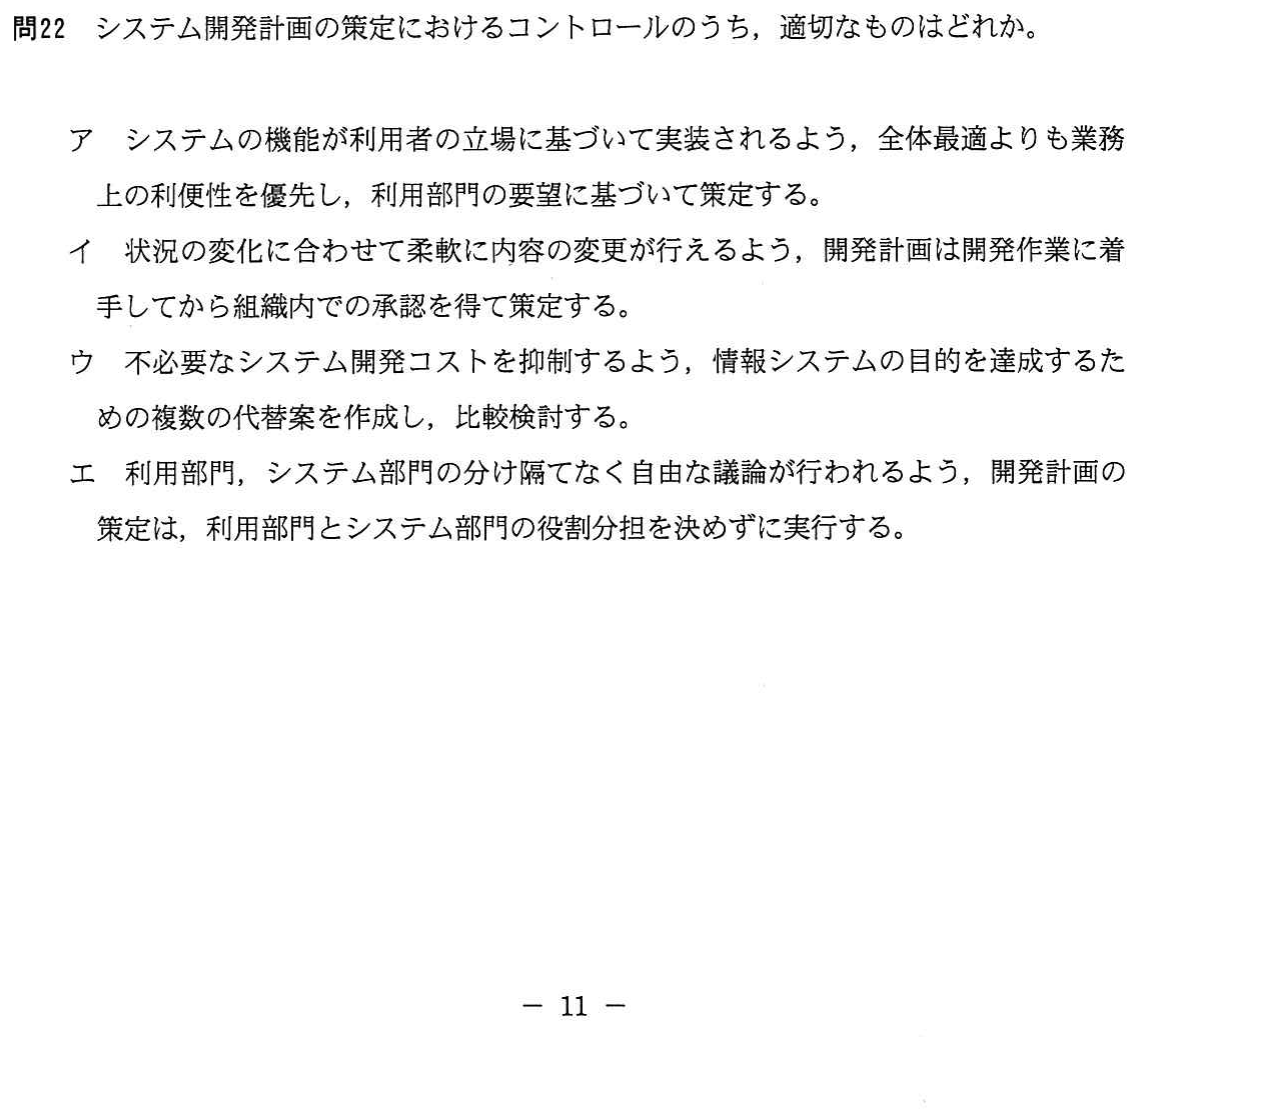 問22 システム開発計画の策定におけるコントロールのうち，適切なものはどれか。
ア システムの機能が利用者の立場に基づいて実装されるよう，全体最適よりも業務
上の利便性を優先し，利用部門の要望に基づいて策定する。
イ 状況の変化に合わせて柔軟に内容の変更が行えるよう，開発計画は開発作業に着
手してから組織内での承認を得て策定する。
ウ 不必要なシステム開発コストを抑制するよう，情報システムの目的を達成するた
めの複数の代替案を作成し，比較検討する。
エ 利用部門，システム部門の分け隔てなく自由な議論が行われるよう，開発計画の
策定は，利用部門とシステム部門の役割分担を決めずに実行する。
－ 11 －